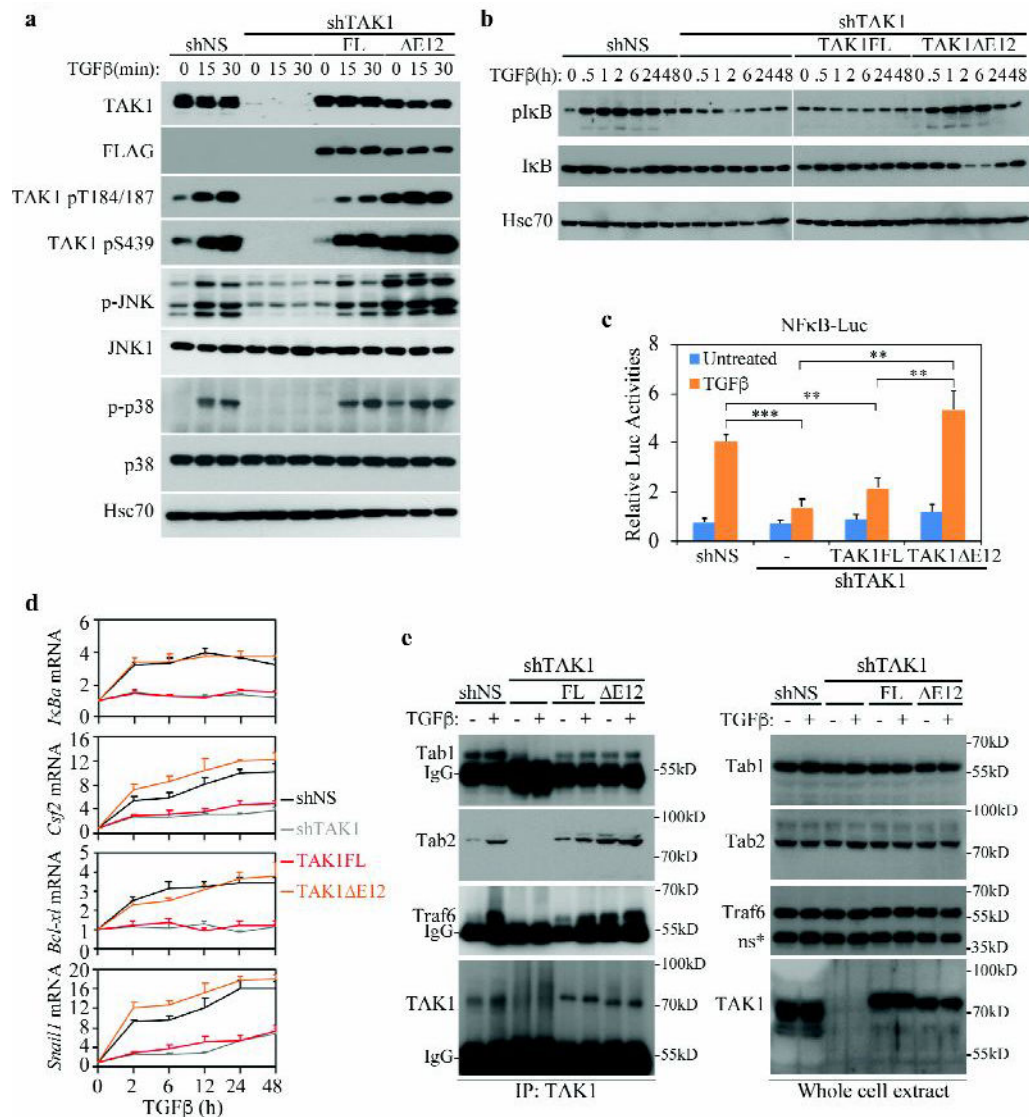 a
shTAK1
shNS FL ΔE12
TGFβ(min): 0 15 30 0 15 30 0 15 30 0 15 30
TAK1
FLAG
TAK1 pT184/187
TAK1 pS439
p-JNK
JNK1
p-p38
p38
Hsc70
b
shTAK1
shNS TAK1FL TAK1ΔE12
TGFβ(h) 0 .5 1 2 6 24 48 0 .5 1 2 6 24 48 0 .5 1 2 6 24 48 0 .5 1 2 6 24 48
pIκB
IκB
Hsc70
c
NFκB-Luc
Relative Luc Activities
8
6
4
2
0
Untreated
TGFβ
**
**
**
***
shNS - TAK1FL TAK1ΔE12
shTAK1
d
IκBa mRNA
6
4
2
0
Csf2 mRNA
16
12
8
4
0
Bcl-xl mRNA
5
4
3
2
1
0
Snail1 mRNA
20
16
12
8
4
0
0 2 6 12 24 48
TGFβ (h)
shNS
shTAK1
TAK1FL
TAK1ΔE12
e
shTAK1
shNS FL ΔE12
TGFβ: - + - + - + - +
Tab1
IgG
55kD
100kD
Tab2
70kD
70kD
Traf6
IgG
55kD
100kD
TAK1
70kD
IgG
55kD
IP: TAK1
shTAK1
shNS FL ΔE12
TGFβ: - + - + - + - +
70kD
Tab1
55kD
100kD
Tab2
70kD
70kD
Traf6
55kD
ns*
35kD
100kD
TAK1
70kD
55kD
Whole cell extract